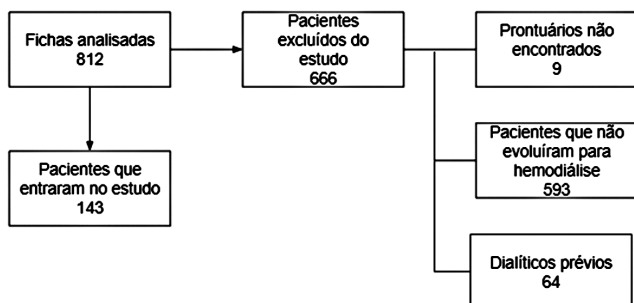 Fichas analisadas
812
Pacientes
excluídos do
estudo
666
Prontuários não
encontrados
9
Pacientes que não
evoluíram para
hemodiálise
593
Pacientes que
entraram no estudo
143
Dialíticos prévios
64